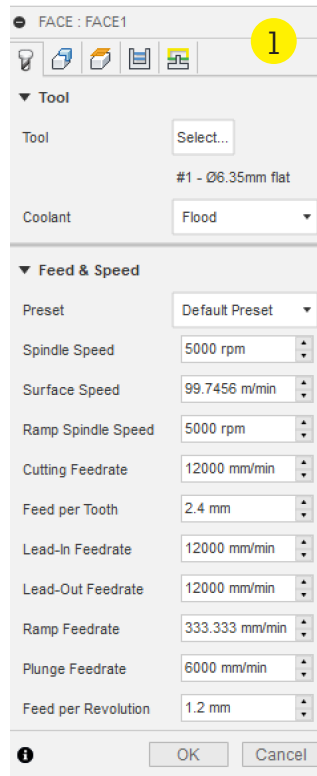 FACE : FACE1
1
Tool
Tool Select...
#1 - Ø6.35mm flat
Coolant Flood
Feed & Speed
Preset Default Preset
Spindle Speed 5000 rpm
Surface Speed 99.7456 m/min
Ramp Spindle Speed 5000 rpm
Cutting Feedrate 12000 mm/min
Feed per Tooth 2.4 mm
Lead-In Feedrate 12000 mm/min
Lead-Out Feedrate 12000 mm/min
Ramp Feedrate 333.333 mm/min
Plunge Feedrate 6000 mm/min
Feed per Revolution 1.2 mm
OK Cancel